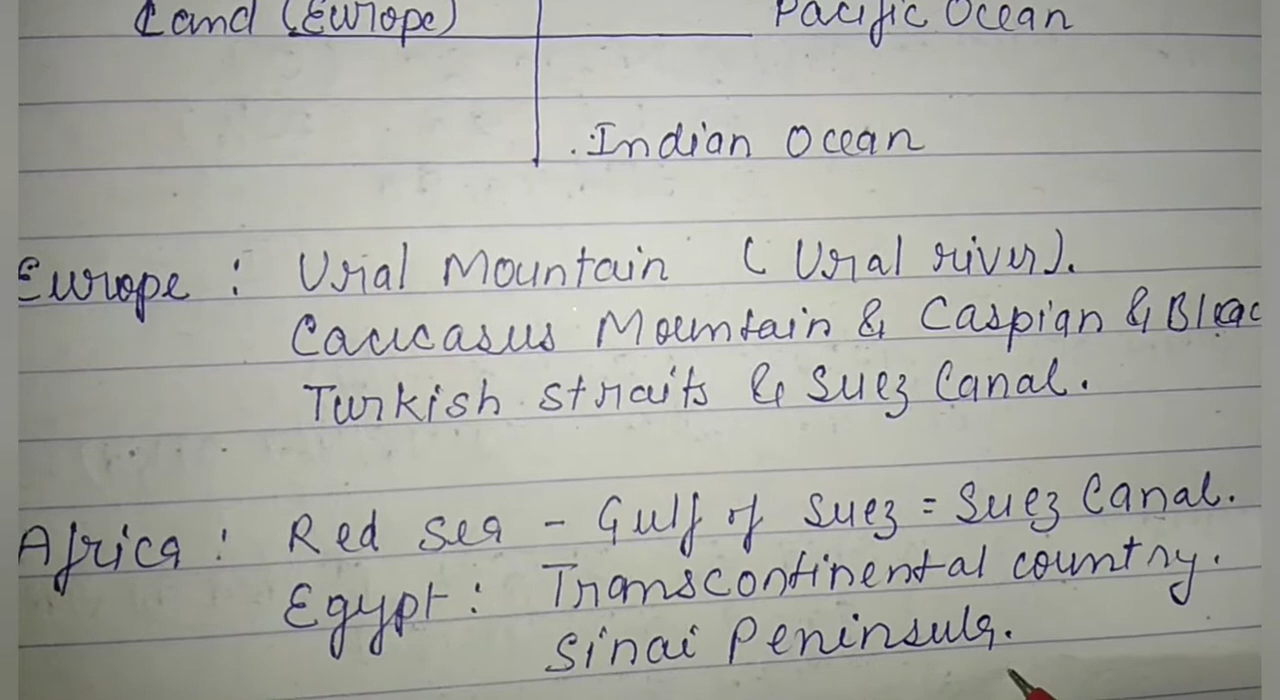 Land (Europe)
Pacific Ocean
.Indian Ocean
Europe : Ural Mountain (Ural river).
Caucasus Mountain & Caspian & Blac
Turkish straits & Suez Canal.
Africa : Red sea - Gulf of Suez = Suez Canal.
Egypt : Transcontinental country.
Sinai Peninsula.